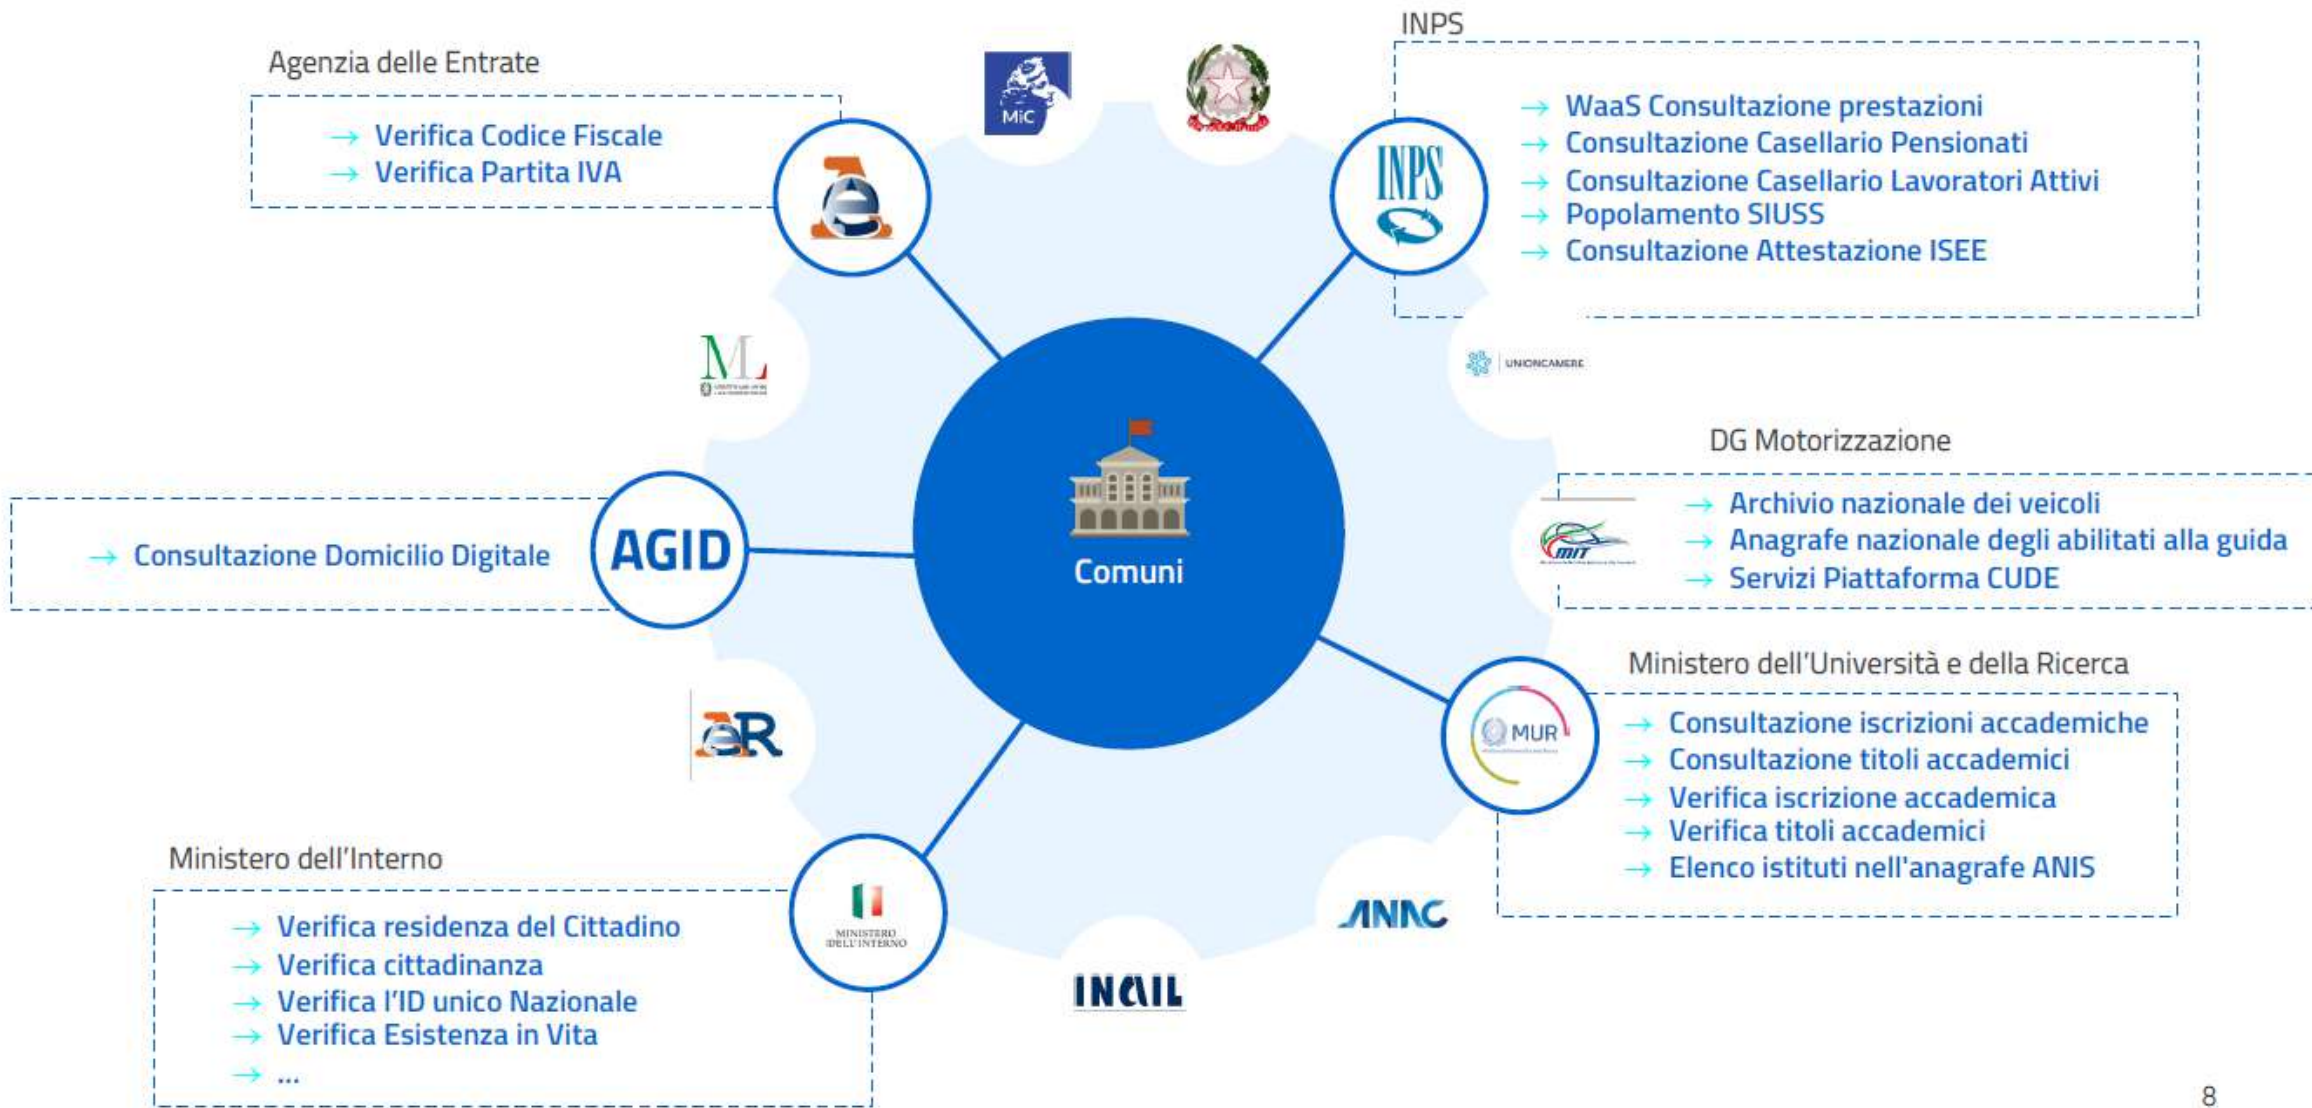 INPS
Agenzia delle Entrate
→ Verifica Codice Fiscale
→ Verifica Partita IVA
MiC
INPS
→ WaaS Consultazione prestazioni
→ Consultazione Casellario Pensionati
→ Consultazione Casellario Lavoratori Attivi
→ Popolamento SIUSS
→ Consultazione Attestazione ISEE
ML
UNIONCAMERE
DG Motorizzazione
MIT
→ Archivio nazionale dei veicoli
→ Anagrafe nazionale degli abilitati alla guida
→ Servizi Piattaforma CUDE
→ Consultazione Domicilio Digitale
AGID
Comuni
Ministero dell'Università e della Ricerca
MUR
→ Consultazione iscrizioni accademiche
→ Consultazione titoli accademici
→ Verifica iscrizione accademica
→ Verifica titoli accademici
→ Elenco istituti nell'anagrafe ANIS
aeR
Ministero dell'Interno
→ Verifica residenza del Cittadino
→ Verifica cittadinanza
→ Verifica l'ID unico Nazionale
→ Verifica Esistenza in Vita
→ ...
MINISTERO
DELL'INTERNO
ANAC
INAIL
8